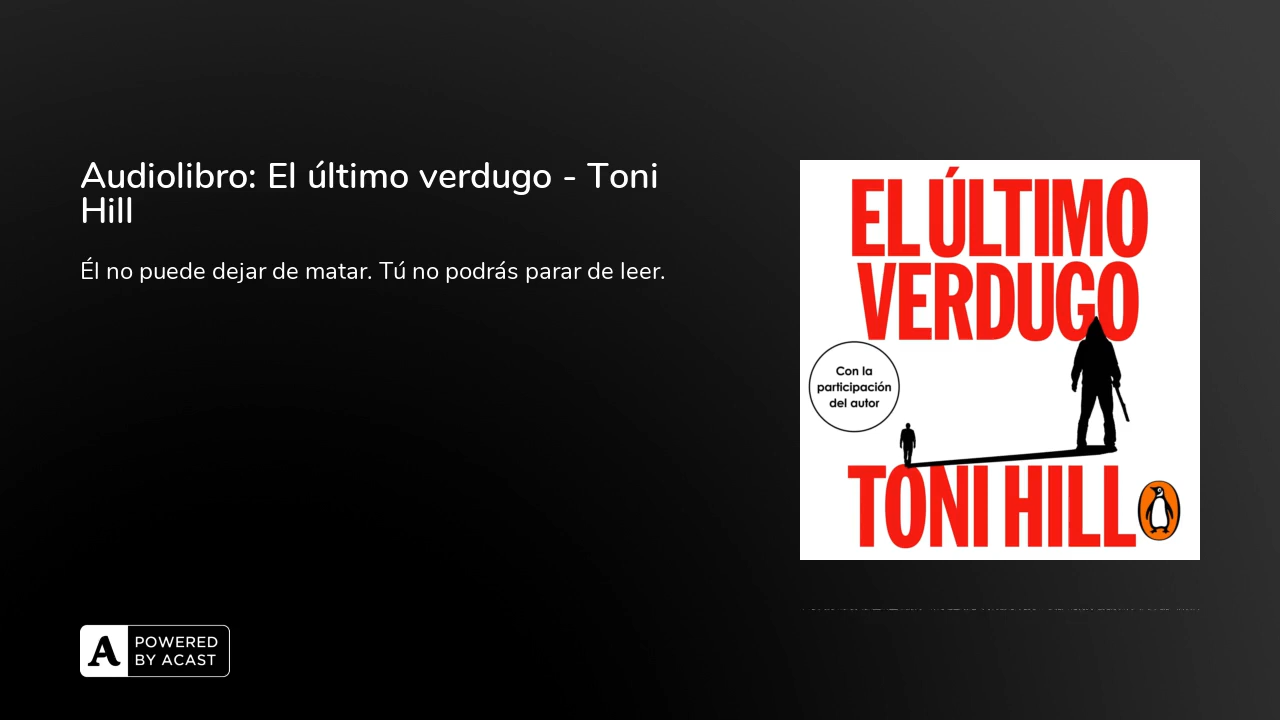 Audiolibro: El último verdugo - Toni
Hill
Él no puede dejar de matar. Tú no podrás parar de leer.
EL ÚLTIMO
VERDUGO
Con la
participación
del autor
TONI HILL
A POWERED
BY ACAST